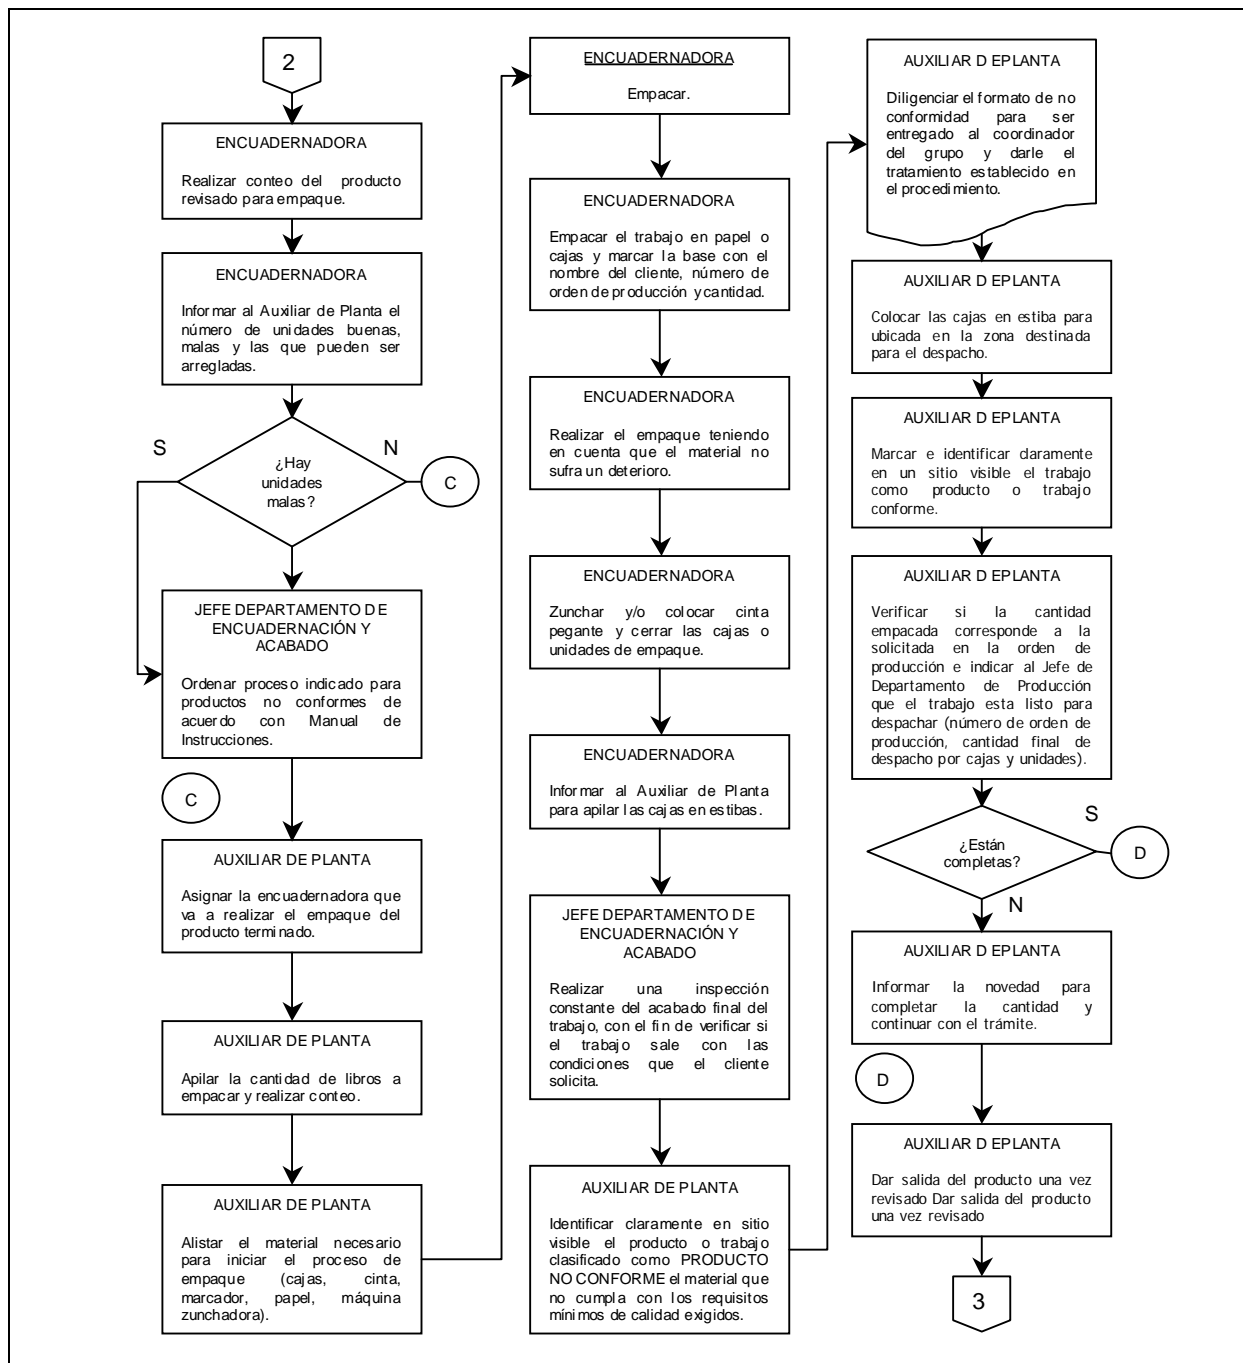 2
ENCUADERNADORA
Realizar conteo del producto
revisado para empaque.
ENCUADERNADORA
Informar al Auxiliar de Planta el
número de unidades buenas,
malas y las que pueden ser
arregladas.
S
N
¿Hay
unidades
malas?
C
JEFE DEPARTAMENTO DE
ENCUADERNACIÓN Y
ACABADO
Ordenar proceso indicado para
productos no conformes de
acuerdo con Manual de
Instrucciones.
C
AUXILIAR DE PLANTA
Asignar la encuadernadora que
va a realizar el empaque del
producto terminado.
AUXILIAR DE PLANTA
Apilar la cantidad de libros a
empacar y realizar conteo.
AUXILIAR DE PLANTA
Alistar el material necesario
para iniciar el proceso de
empaque (cajas, cinta,
marcador, papel, máquina
zunchadora).
ENCUADERNADORA
Empacar.
ENCUADERNADORA
Empacar el trabajo en papel o
cajas y marcar la base con el
nombre del cliente, número de
orden de producción y cantidad.
ENCUADERNADORA
Realizar el empaque teniendo
en cuenta que el material no
sufra un deterioro.
ENCUADERNADORA
Zunchar y/o colocar cinta
pegante y cerrar las cajas o
unidades de empaque.
ENCUADERNADORA
Informar al Auxiliar de Planta
para apilar las cajas en estibas.
JEFE DEPARTAMENTO DE
ENCUADERNACIÓN Y
ACABADO
Realizar una inspección
constante del acabado final del
trabajo, con el fin de verificar si
el trabajo sale con las
condiciones que el cliente
solicita.
AUXILIAR DE PLANTA
Identificar claramente en sitio
visible el producto o trabajo
clasificado como PRODUCTO
NO CONFORME el material que
no cumpla con los requisitos
mínimos de calidad exigidos.
AUXILIAR D EPLANTA
Diligenciar el formato de no
conformidad para ser
entregado al coordinador
del grupo y darle el
tratamiento establecido en
el procedimiento.
AUXILIAR D EPLANTA
Colocar las cajas en estiba para
ubicada en la zona destinada
para el despacho.
AUXILIAR D EPLANTA
Marcar e identificar claramente
en un sitio visible el trabajo
como producto o trabajo
conforme.
AUXILIAR D EPLANTA
Verificar si la cantidad
empacada corresponde a la
solicitada en la orden de
producción e indicar al Jefe de
Departamento de Producción
que el trabajo esta listo para
despachar (número de orden de
producción, cantidad final de
despacho por cajas y unidades).
S
¿Están
completas?
D
N
AUXILIAR D EPLANTA
Informar la novedad para
completar la cantidad y
continuar con el trámite.
D
AUXILIAR D EPLANTA
Dar salida del producto una vez
revisado Dar salida del producto
una vez revisado
3